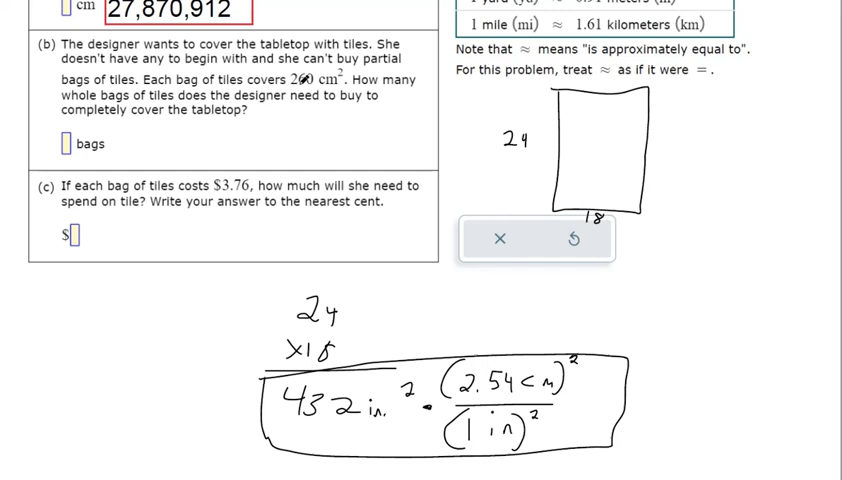 cm 27,870,912
(b) The designer wants to cover the tabletop with tiles. She
doesn't have any to begin with and she can't buy partial
bags of tiles. Each bag of tiles covers 200 cm². How many
whole bags of tiles does the designer need to buy to
completely cover the tabletop?
bags
(c) If each bag of tiles costs $3.76, how much will she need to
spend on tile? Write your answer to the nearest cent.
$
1 mile (mi) ≈ 1.61 kilometers (km)
Note that ≈ means "is approximately equal to".
For this problem, treat ≈ as if it were =.
24
18
24
×18
432 in.² · (2.54 cm)²
(1 in)²